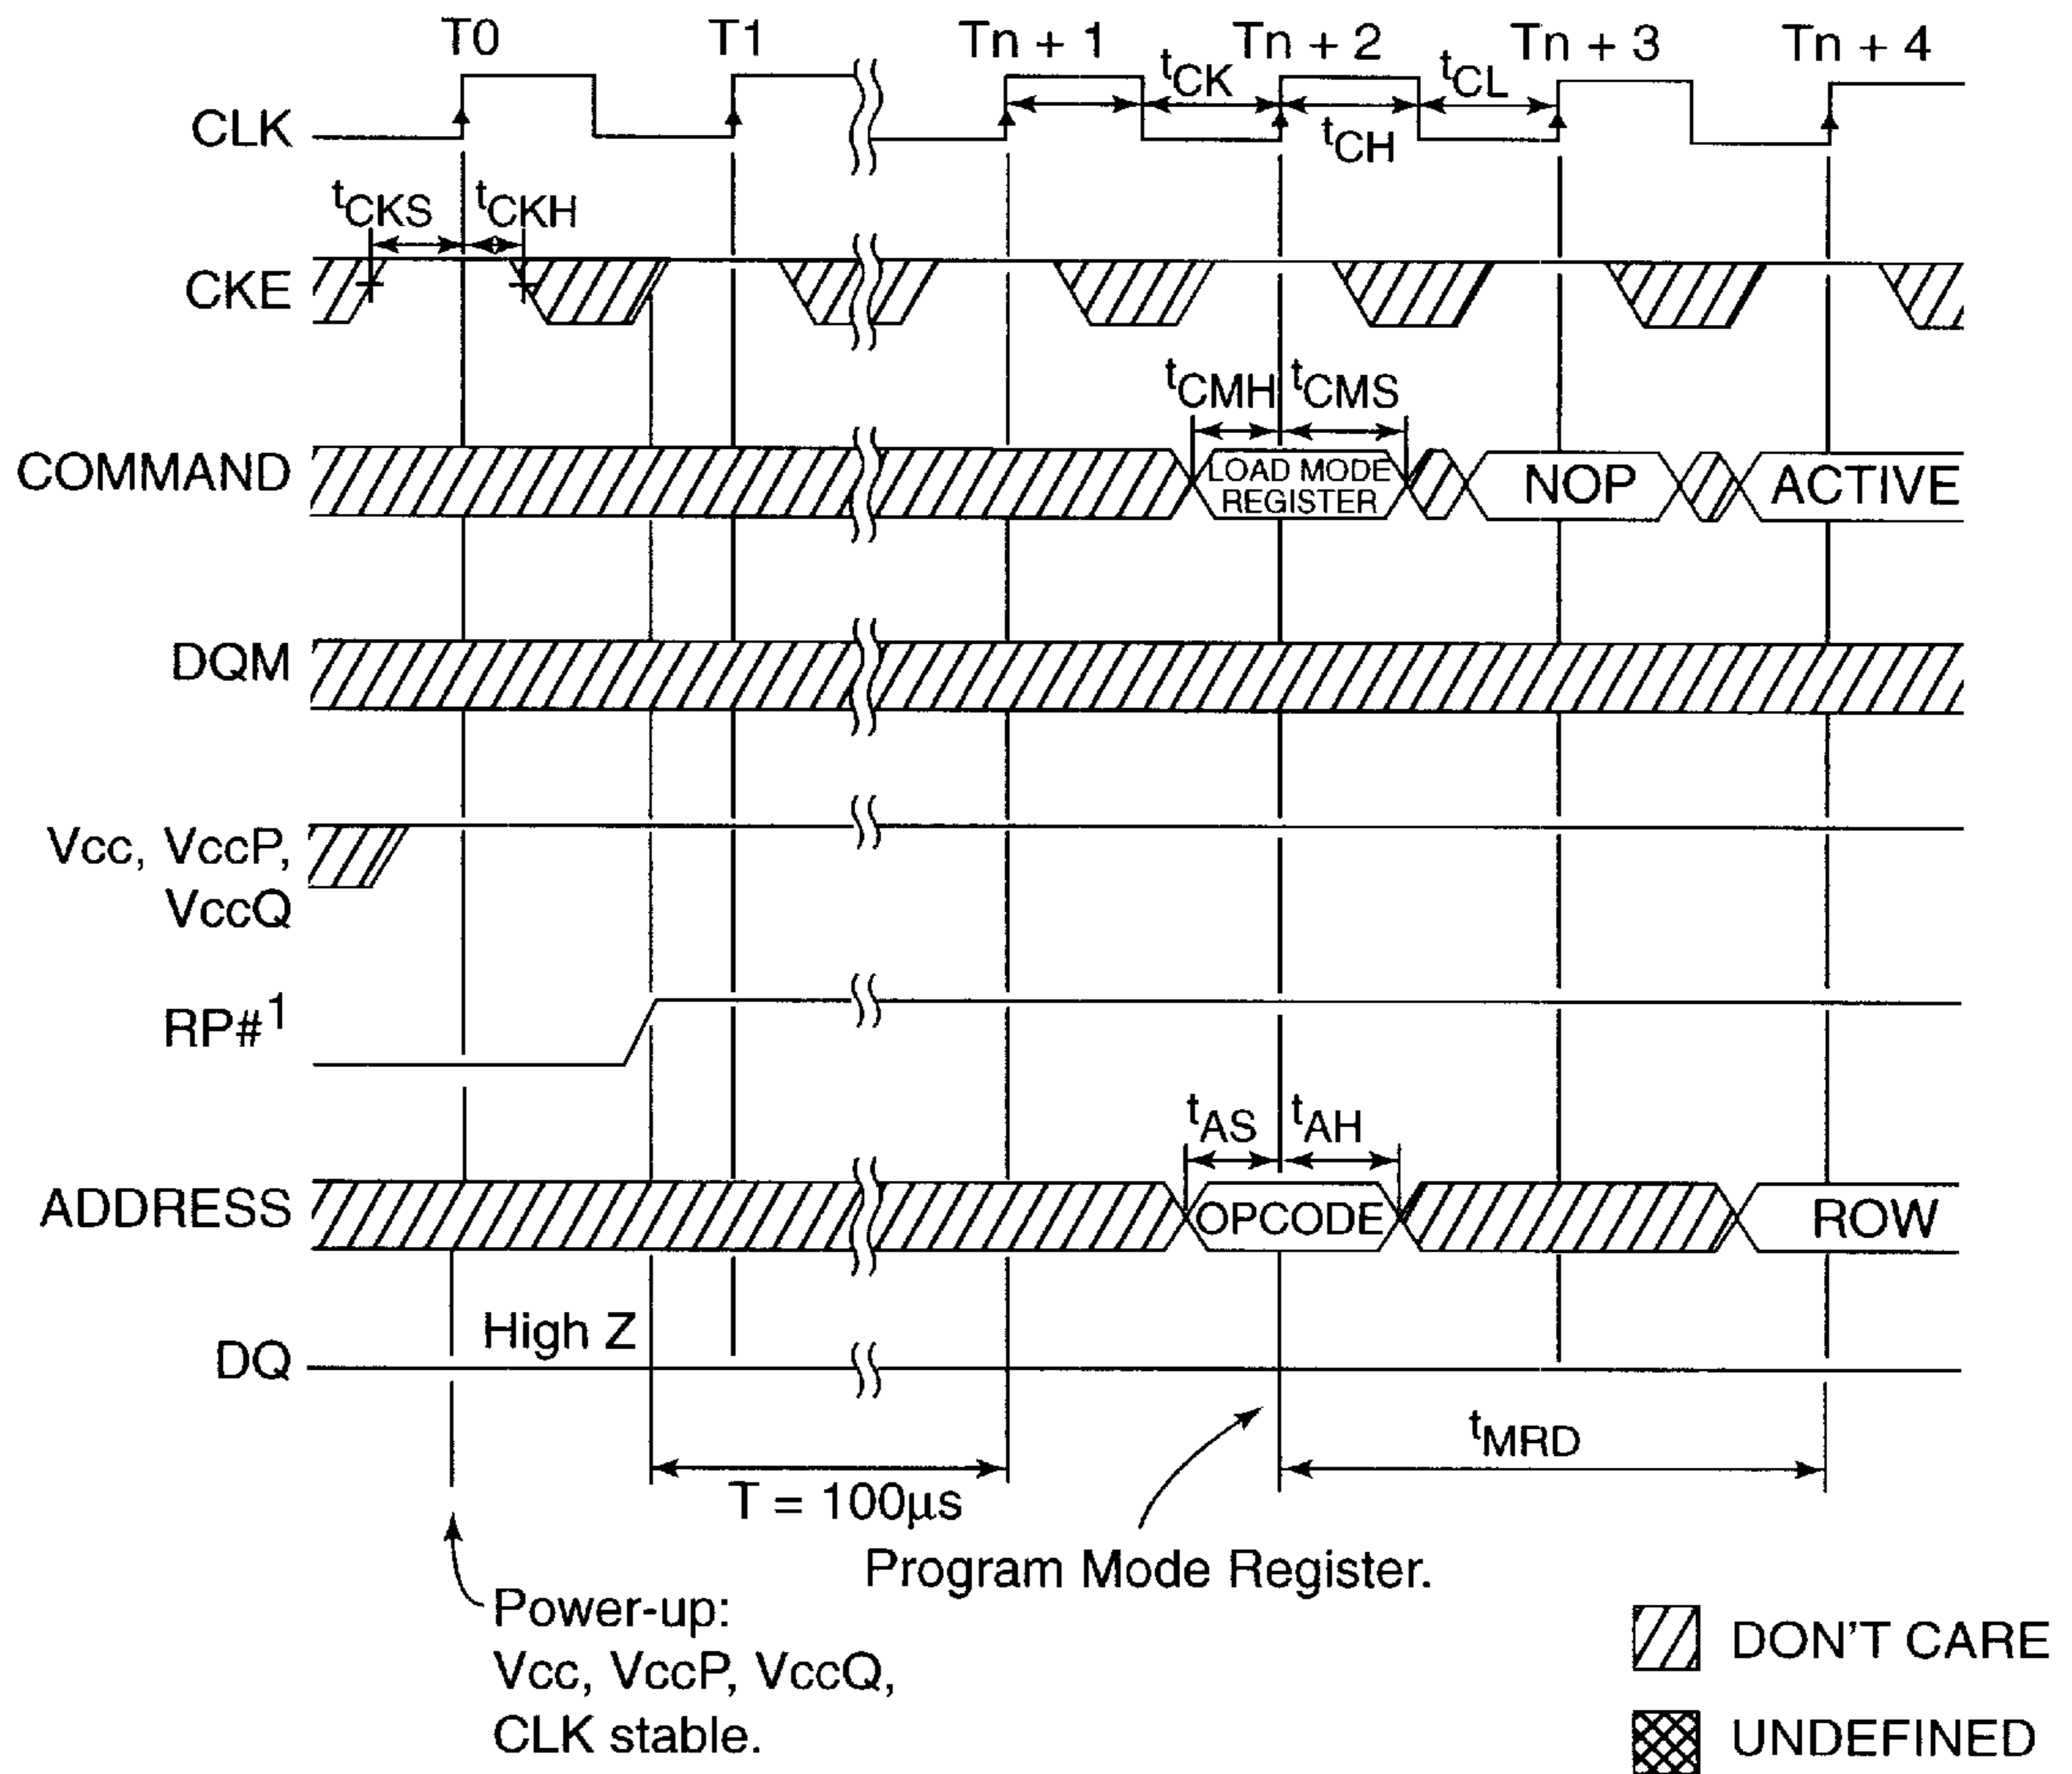 T0 T1 Tn + 1 Tn + 2 Tn + 3 Tn + 4
tCK tCL
CLK
tCH
tCKS tCKH
CKE
tCMH tCMS
COMMAND LOAD MODE REGISTER NOP ACTIVE
DQM
Vcc, VccP,
VccQ
RP#1
tAS tAH
ADDRESS OPCODE ROW
High Z
DQ
tMRD
T = 100μs
Program Mode Register.
Power-up:
Vcc, VccP, VccQ,
CLK stable.
DON'T CARE
UNDEFINED